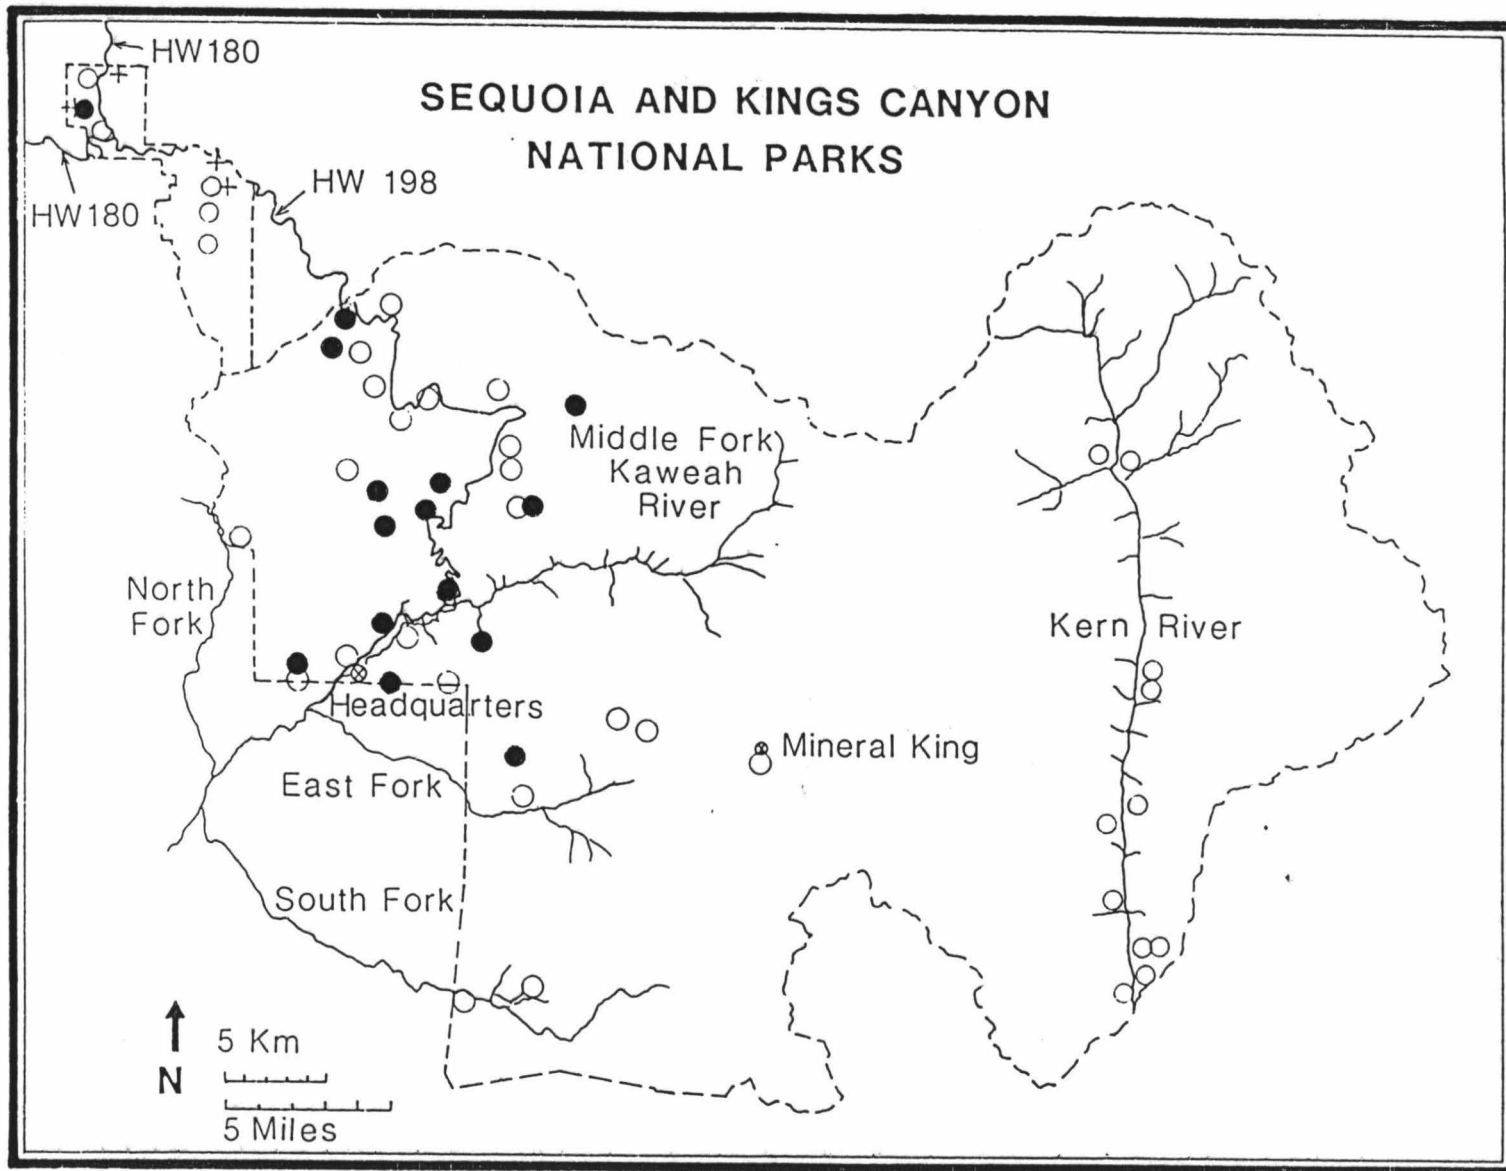 HW180
SEQUOIA AND KINGS CANYON
NATIONAL PARKS
HW 198
HW180
Middle Fork
Kaweah
River
North
Fork
Kern River
Headquarters
Mineral King
East Fork
South Fork
5 Km
N
5 Miles